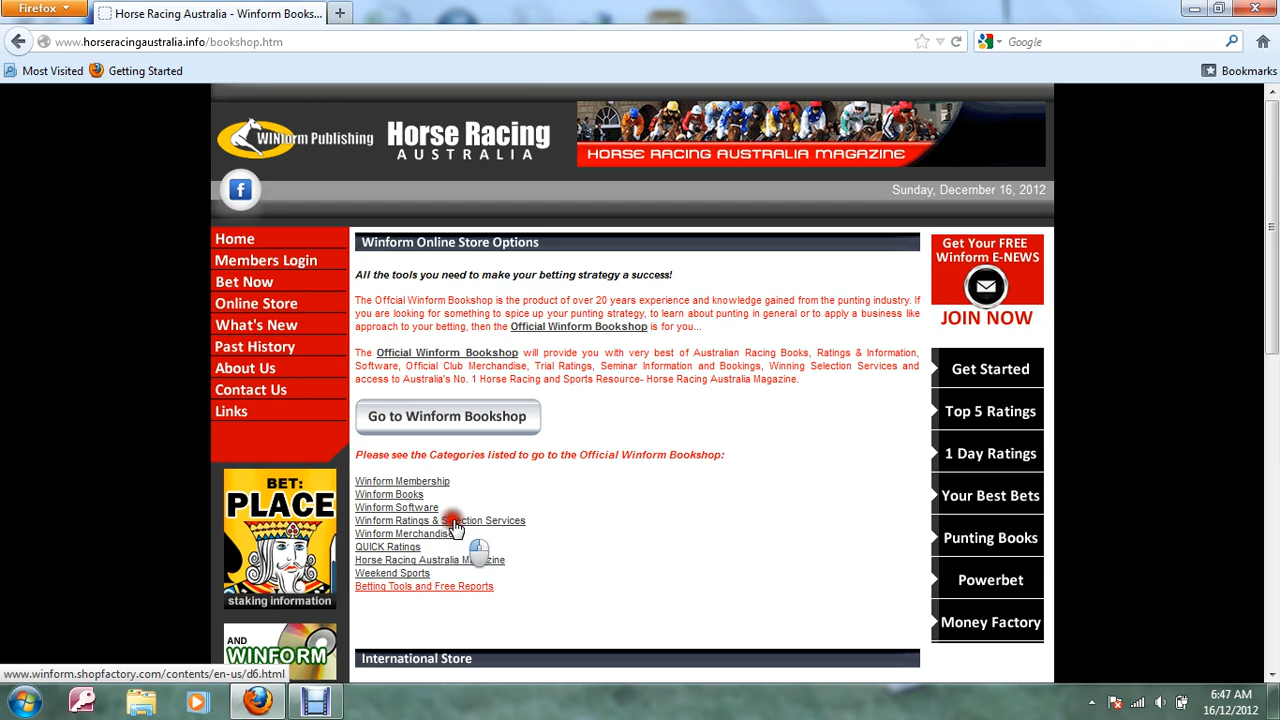 Firefox
Horse Racing Australia - Winform Books...
www.horseracingaustralia.info/bookshop.htm
Google
Most Visited
Getting Started
Bookmarks
WINform Publishing
Horse Racing
AUSTRALIA
HORSE RACING AUSTRALIA MAGAZINE
f
Sunday, December 16, 2012
Home
Members Login
Bet Now
Online Store
What's New
Past History
About Us
Contact Us
Links
BET:
PLACE
staking information
AND
WINFORM
Winform Online Store Options
All the tools you need to make your betting strategy a success!
The Offcial Winform Bookshop is the product of over 20 years experience and knowledge gained from the punting industry. If
you are looking for something to spice up your punting strategy, to learn about punting in general or to apply a business like
approach to your betting, then the Official Winform Bookshop is for you...
The Official Winform Bookshop will provide you with very best of Australian Racing Books, Ratings & Information,
Software, Official Club Merchandise, Trial Ratings, Seminar Information and Bookings, Winning Selection Services and
access to Australia's No. 1 Horse Racing and Sports Resource- Horse Racing Australia Magazine.
Go to Winform Bookshop
Please see the Categories listed to go to the Official Winform Bookshop:
Winform Membership
Winform Books
Winform Software
Winform Ratings & Selection Services
Winform Merchandise
QUICK Ratings
Horse Racing Australia Magazine
Weekend Sports
Betting Tools and Free Reports
International Store
Get Your FREE
Winform E-NEWS
JOIN NOW
Get Started
Top 5 Ratings
1 Day Ratings
Your Best Bets
Punting Books
Powerbet
Money Factory
www.winform.shopfactory.com/contents/en-us/d6.html
6:47 AM
16/12/2012